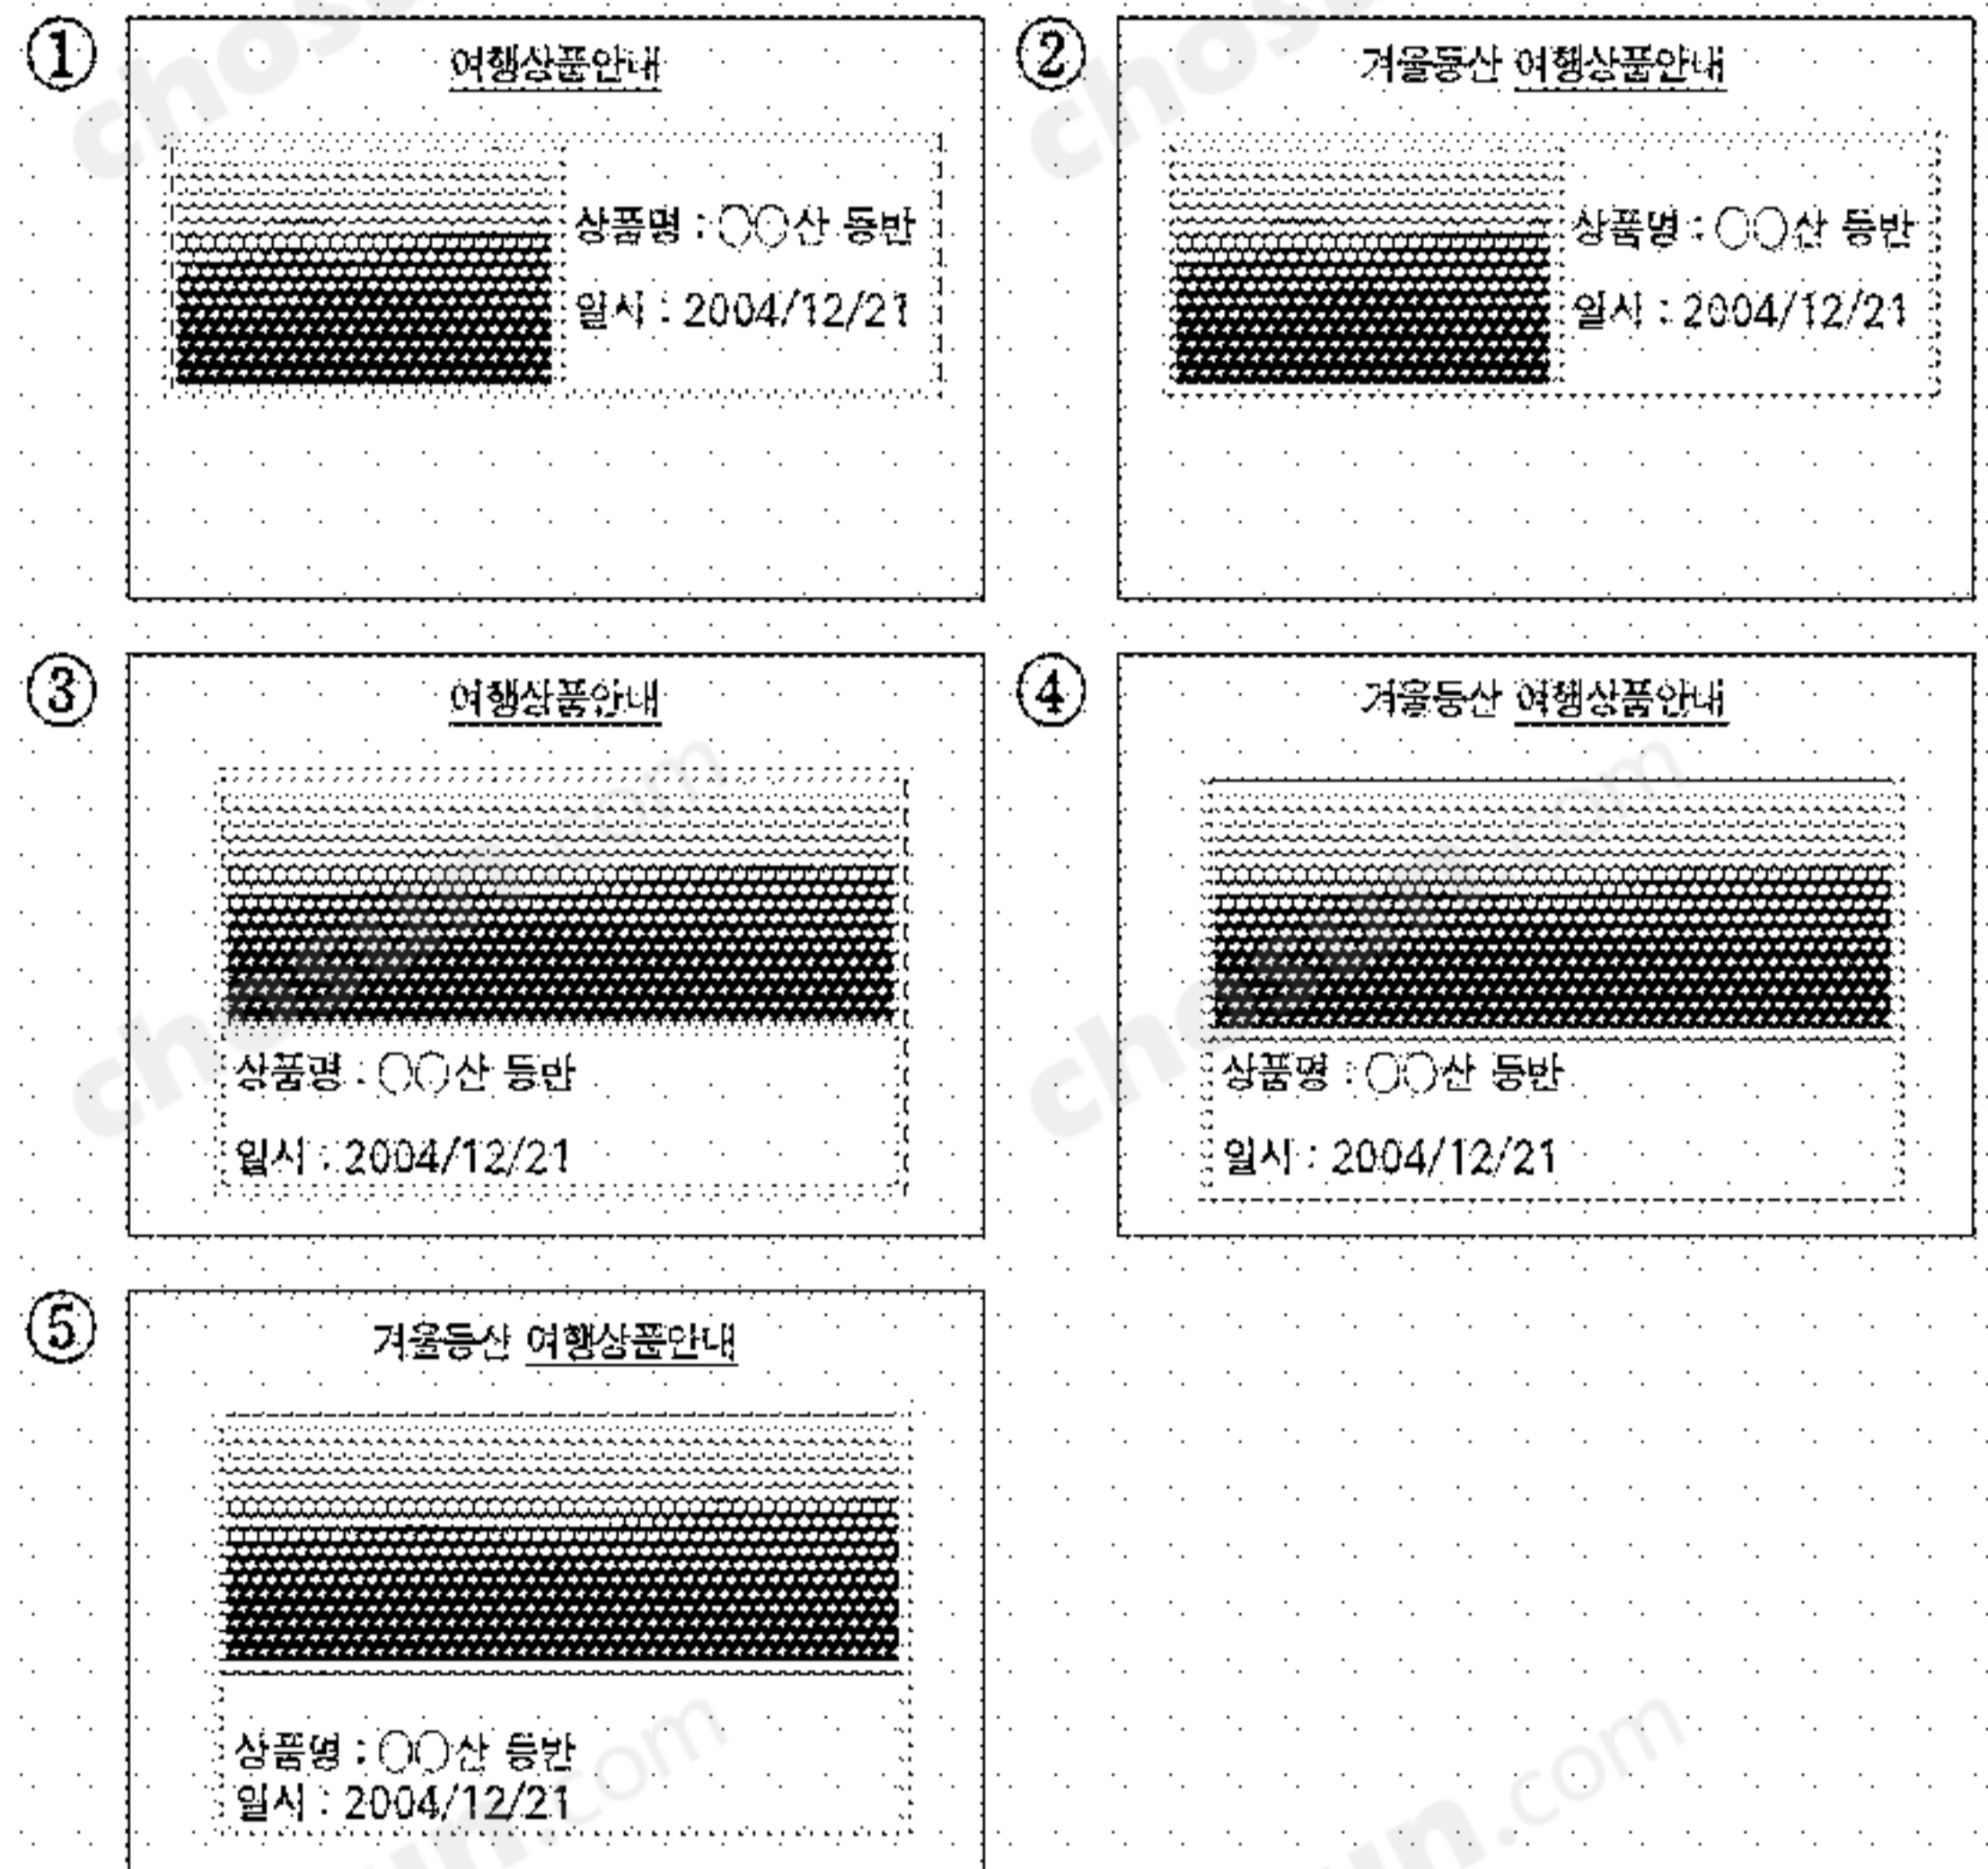 ①
여행상품안내
상품명 : ○○산 등반
일시 : 2004/12/21
②
겨울등산 여행상품안내
상품명 : ○○산 등반
일시 : 2004/12/21
③
여행상품안내
상품명 : ○○산 등반
일시 : 2004/12/21
④
겨울등산 여행상품안내
상품명 : ○○산 등반
일시 : 2004/12/21
⑤
겨울등산 여행상품안내
상품명 : ○○산 등반
일시 : 2004/12/21
chosun.com